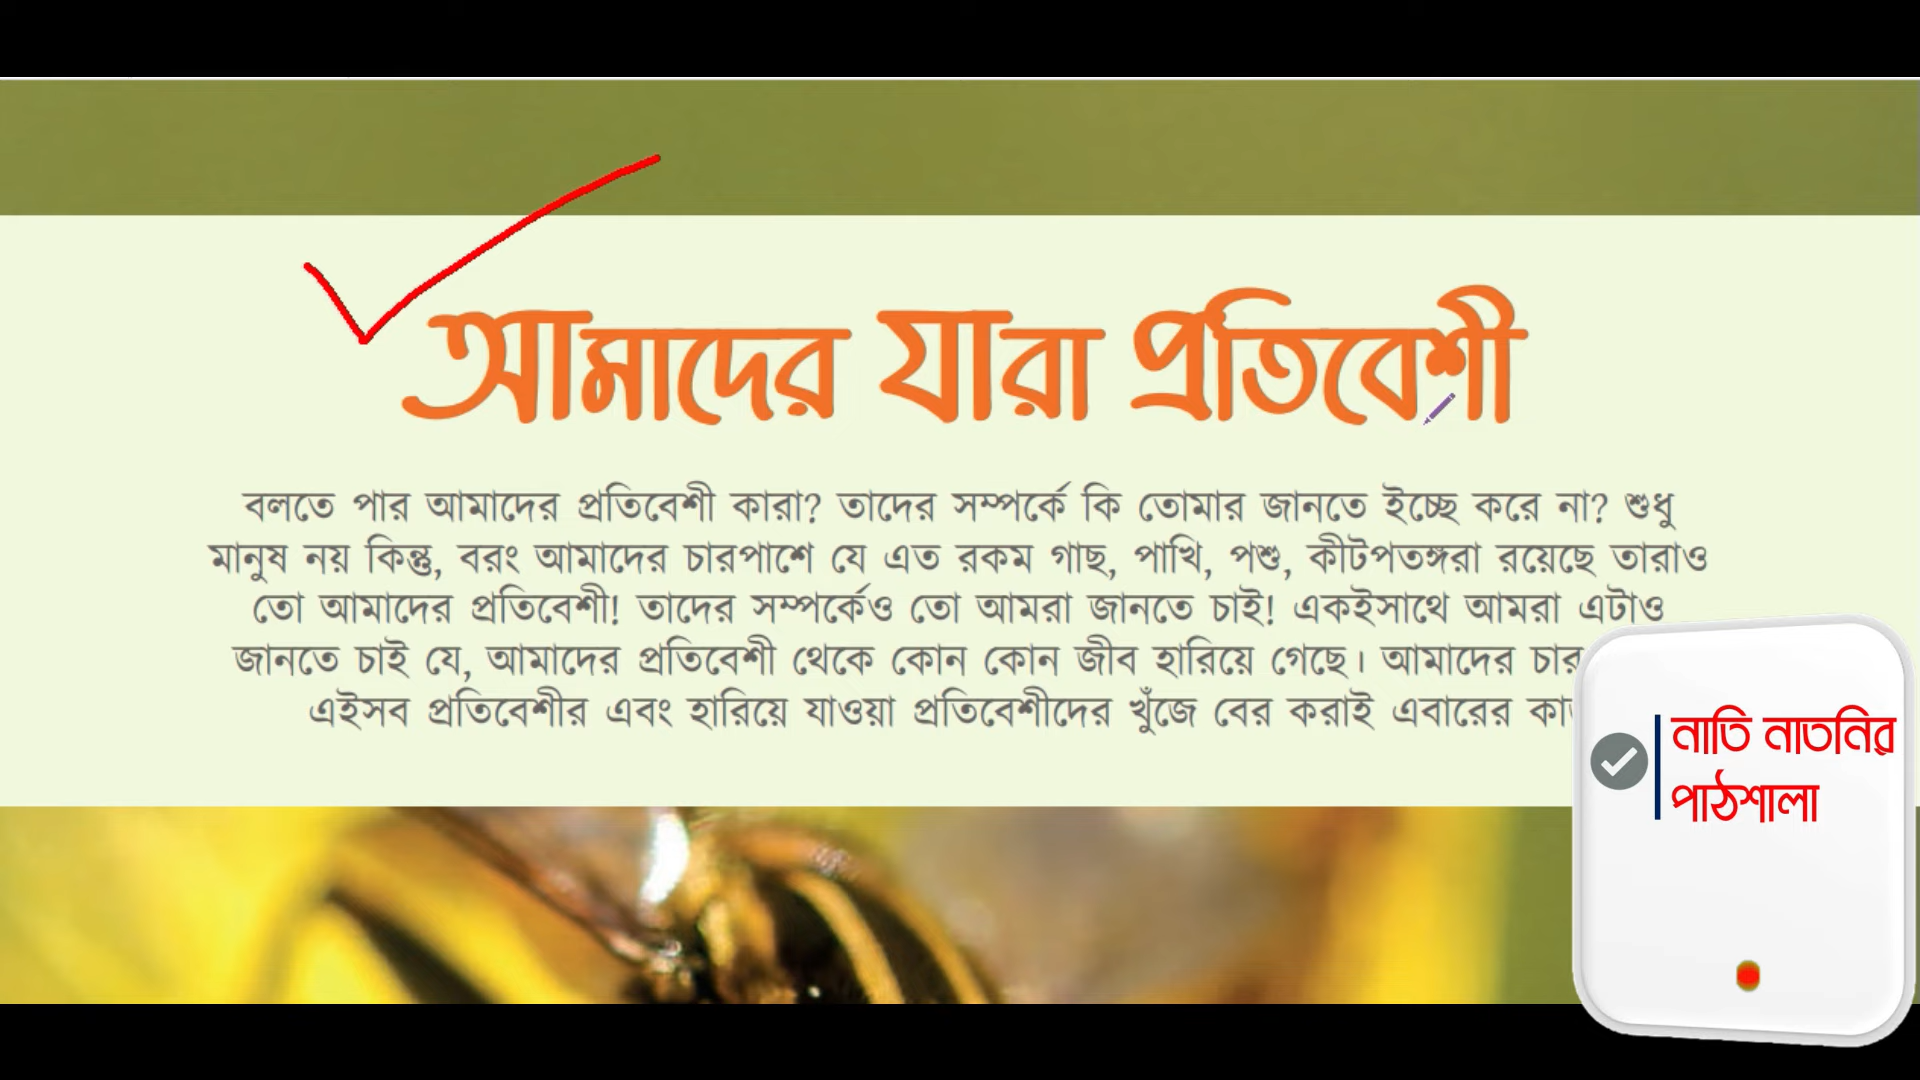 আমাদের যারা প্রতিবেশী
বলতে পার আমাদের প্রতিবেশী কারা? তাদের সম্পর্কে কি তোমার জানতে ইচ্ছে করে না? শুধু
মানুষ নয় কিন্তু, বরং আমাদের চারপাশে যে এত রকম গাছ, পাখি, পশু, কীটপতঙ্গরা রয়েছে তারাও
তো আমাদের প্রতিবেশী! তাদের সম্পর্কেও তো আমরা জানতে চাই! একইসাথে আমরা এটাও
জানতে চাই যে, আমাদের প্রতিবেশী থেকে কোন কোন জীব হারিয়ে গেছে। আমাদের চার
এইসব প্রতিবেশীর এবং হারিয়ে যাওয়া প্রতিবেশীদের খুঁজে বের করাই এবারের
নাতি নাতনির
পাঠশালা